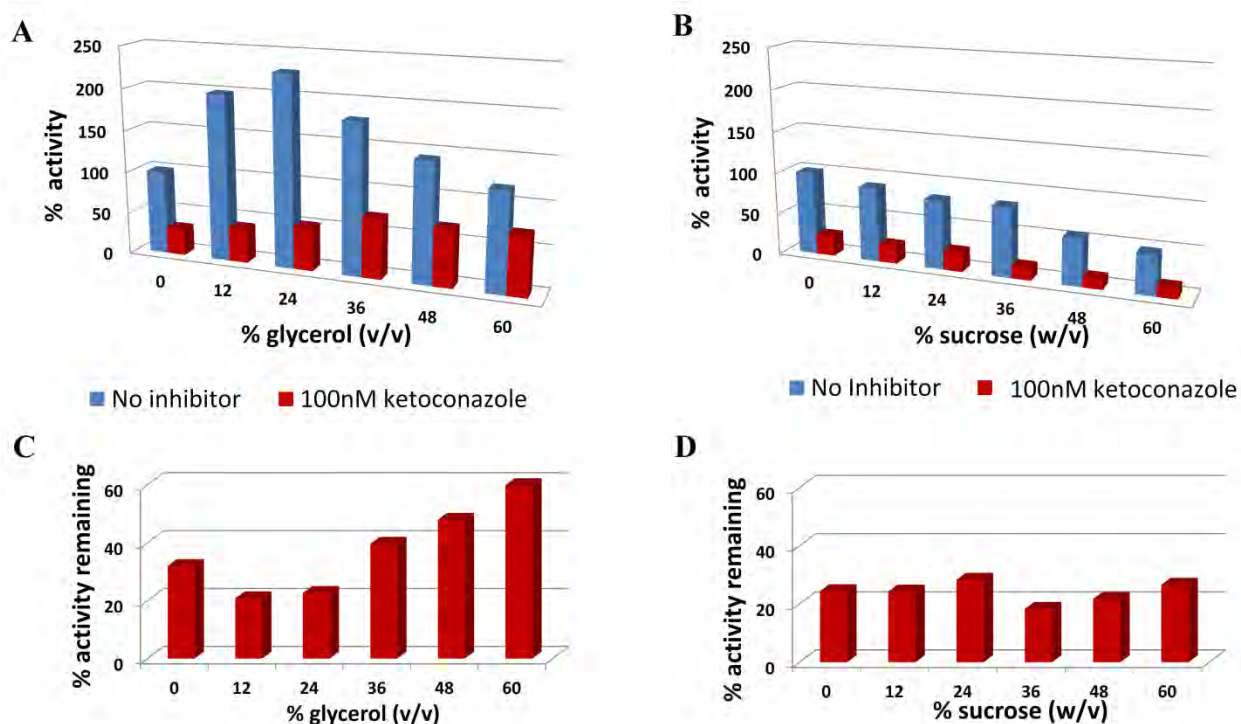 A
% activity
250
200
150
100
50
0
0 12 24 36 48 60
% glycerol (v/v)
No inhibitor 100nM ketoconazole
B
% activity
250
200
150
100
50
0
0 12 24 36 48 60
% sucrose (w/v)
No Inhibitor 100nM ketoconazole
C
% activity remaining
60
40
20
0
0 12 24 36 48 60
% glycerol (v/v)
D
% activity remaining
60
40
20
0
0 12 24 36 48 60
% sucrose (w/v)